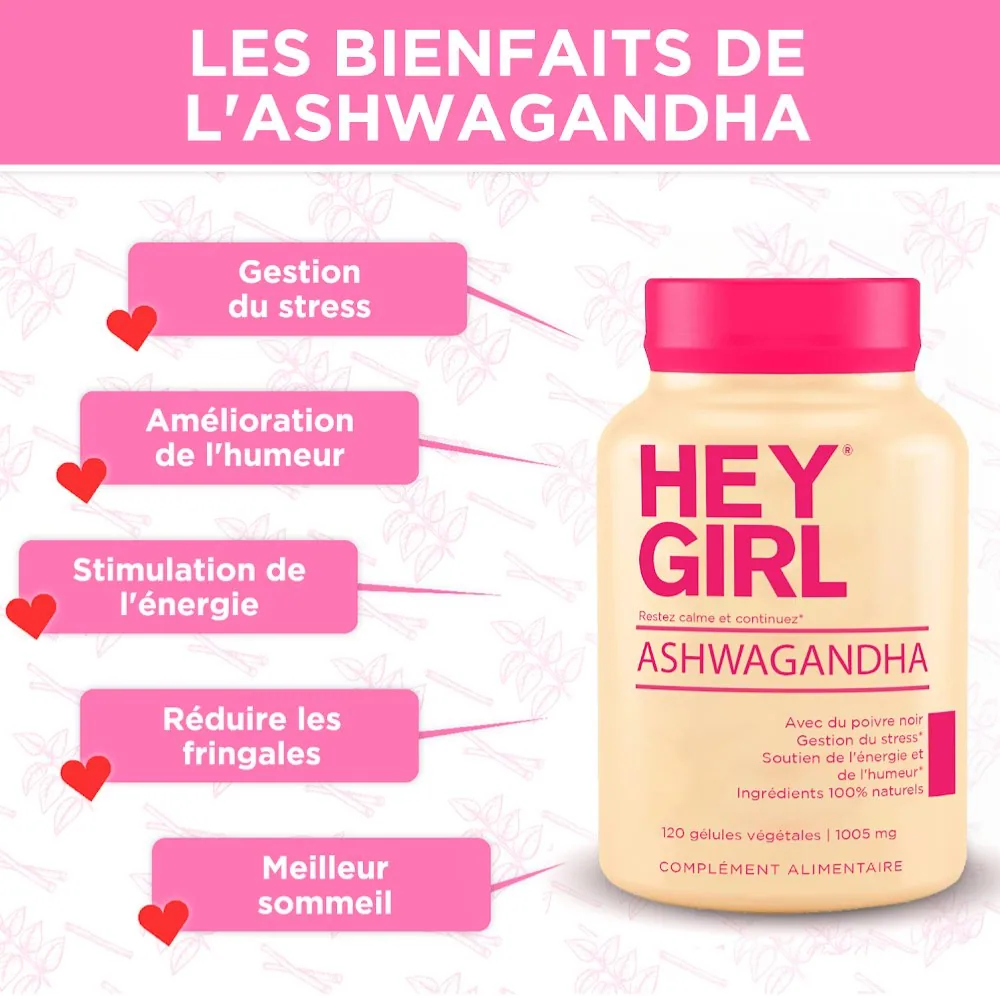 LES BIENFAITS DE
L'ASHWAGANDHA
Gestion
du stress
Amélioration
de l'humeur
Stimulation de
l'énergie
Réduire les
fringales
Meilleur
sommeil
HEY®
GIRL
Restez calme et continuez*
ASHWAGANDHA
Avec du poivre noir
Gestion du stress*
Soutien de l'énergie et
de l'humeur*
Ingrédients 100% naturels
120 gélules végétales | 1005 mg
COMPLÉMENT ALIMENTAIRE